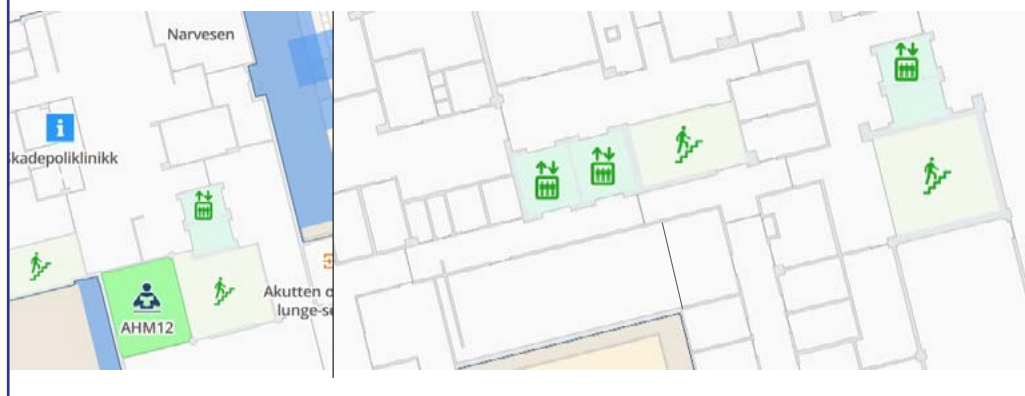 Narvesen
i
Skadepoliklinikk
AHM12
Akutten o
lunge-se